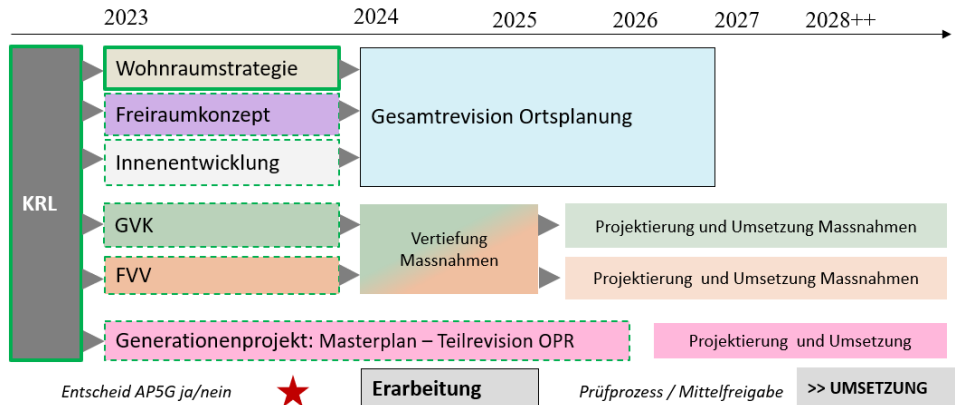 2023 2024 2025 2026 2027 2028++
KRL
Wohnraumstrategie
Freiraumkonzept
Innenentwicklung
Gesamtrevision Ortsplanung
GVK
FVV
Vertiefung
Massnahmen
Projektierung und Umsetzung Massnahmen
Projektierung und Umsetzung Massnahmen
Generationenprojekt: Masterplan – Teilrevision OPR
Projektierung und Umsetzung
Entscheid AP5G ja/nein
Erarbeitung
Prüfprozess / Mittelfreigabe
>> UMSETZUNG